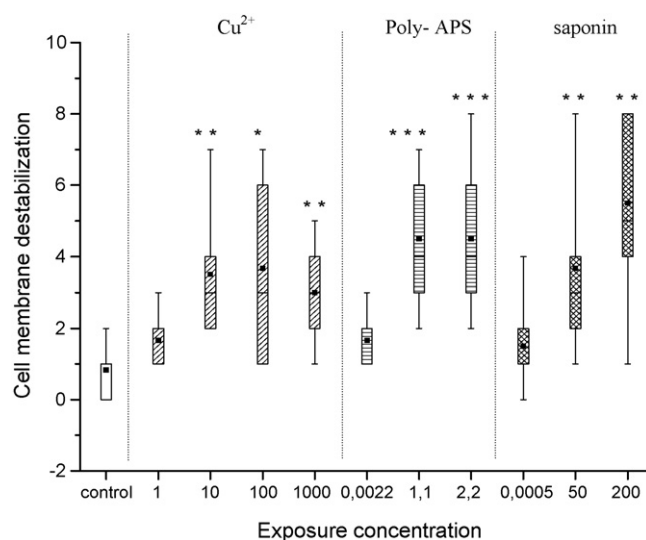 Cu²⁺ Poly- APS saponin
10
8
6
4
2
0
-2
Cell membrane destabilization
* * * * * * * * * * * * * * *
control 1 10 100 1000 0,0022 1,1 2,2 0,0005 50 200
Exposure concentration